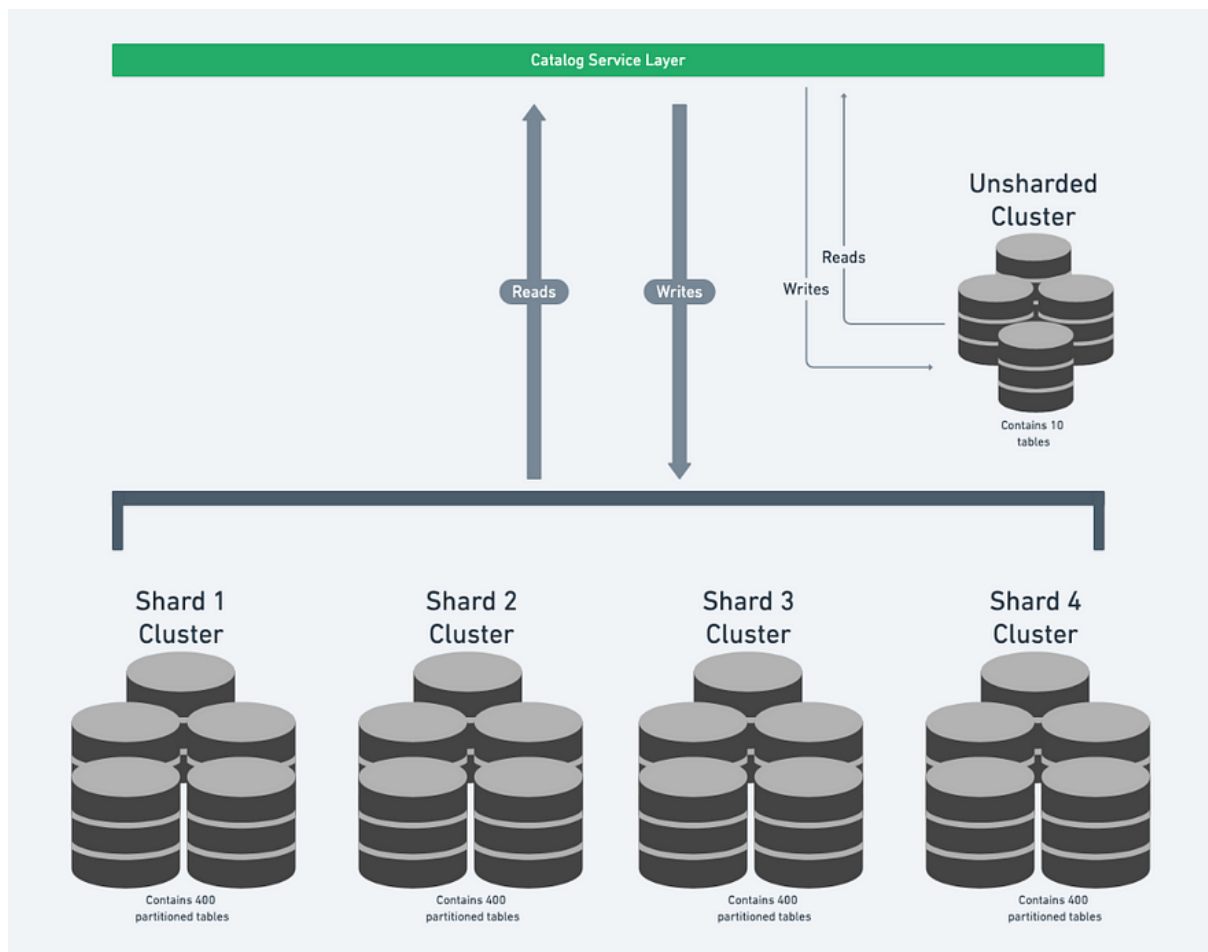 Catalog Service Layer
Unsharded
Cluster
Reads
Writes
Reads
Writes
Contains 10
tables
Shard 1
Cluster
Shard 2
Cluster
Shard 3
Cluster
Shard 4
Cluster
Contains 400
partitioned tables
Contains 400
partitioned tables
Contains 400
partitioned tables
Contains 400
partitioned tables